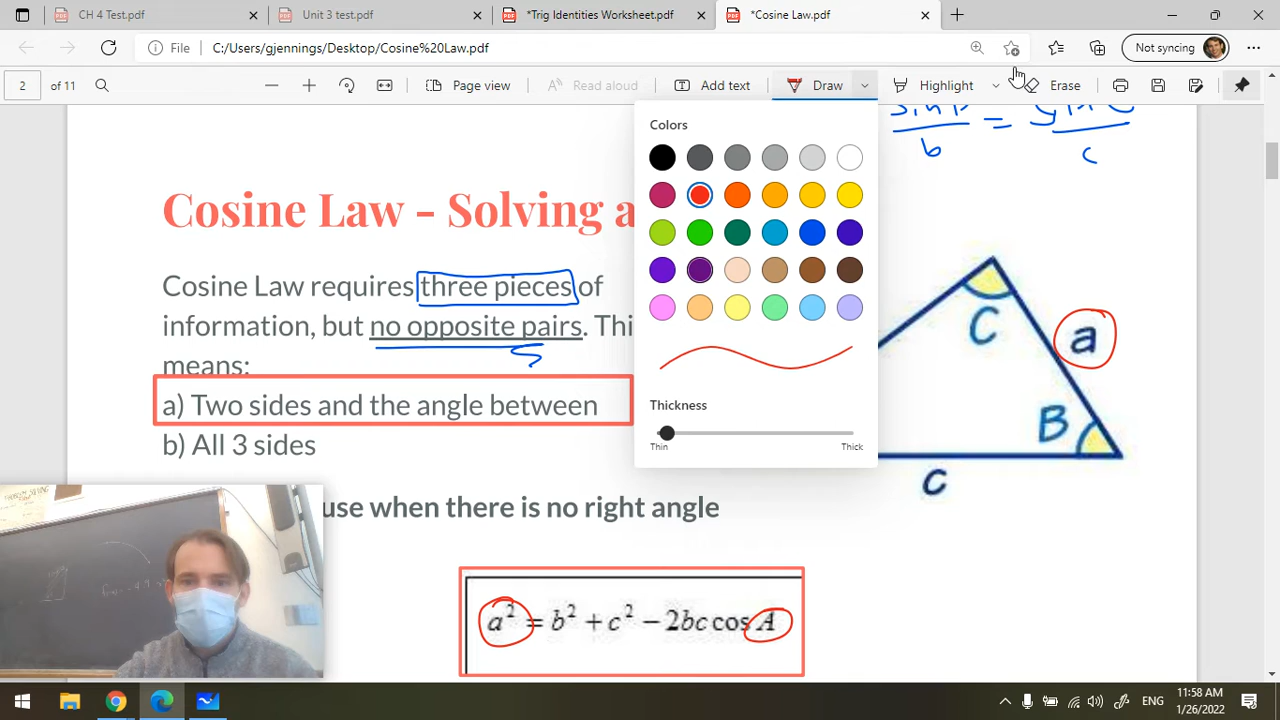 CH 4 Test.pdf
Unit 3 test.pdf
*Trig Identities Worksheet.pdf
*Cosine Law.pdf
File
C:/Users/gjennings/Desktop/Cosine%20Law.pdf
Not syncing
2 of 11
Page view
Read aloud
Add text
Draw
Highlight
Erase
b = c
Colors
Thickness
Thin
Thick
Cosine Law - Solving a
Cosine Law requires three pieces of
information, but no opposite pairs. Thi
means:
a) Two sides and the angle between
b) All 3 sides
use when there is no right angle
a² = b² + c² − 2bc cos A
C
a
B
c
ENG
11:58 AM
1/26/2022